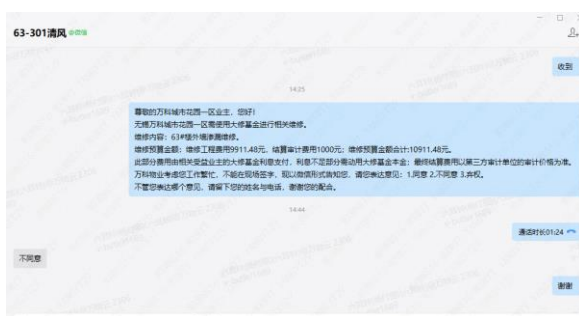 63-301清风 @微信
收到
14:25
尊敬的万科城市花园一区业主，您好！
无锡万科城市花园一区需使用大修基金进行相关维修。
维修内容：63#楼外墙渗漏维修。
维修预算金额：维修工程费用9911.48元，结算审计费用1000元；维修预算金额合计:10911.48元。
此部分费用由相关受益业主的大修基金利息支付，利息不足部分需动用大修基金本金；最终结算费用以第三方审计单位的审计价格为准。
万科物业考虑您工作繁忙，不能在现场签字，现以微信形式告知您，请您表达意见：1.同意 2.不同意 3.弃权。
不管您表达哪个意见，请留下您的姓名与电话，谢谢您的配合。
14:44
通话时长01:24
不同意
谢谢